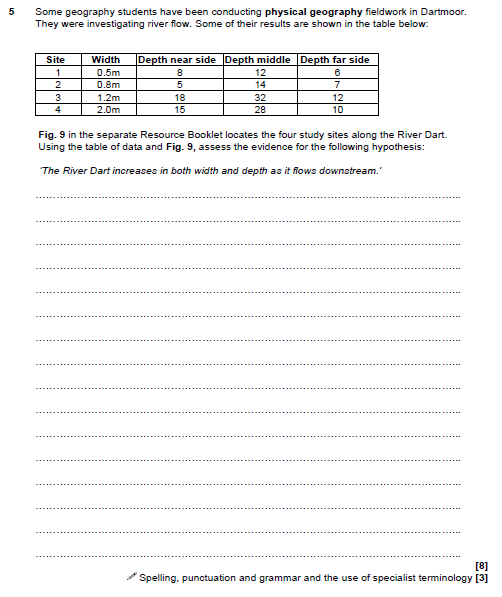 5 Some geography students have been conducting physical geography fieldwork in Dartmoor.
They were investigating river flow. Some of their results are shown in the table below:
Site Width Depth near side Depth middle Depth far side
1 0.5m 8 12 6
2 0.8m 5 14 7
3 1.2m 18 32 12
4 2.0m 15 28 10
Fig. 9 in the separate Resource Booklet locates the four study sites along the River Dart.
Using the table of data and Fig. 9, assess the evidence for the following hypothesis:
'The River Dart increases in both width and depth as it flows downstream.'
[8]
Spelling, punctuation and grammar and the use of specialist terminology [3]